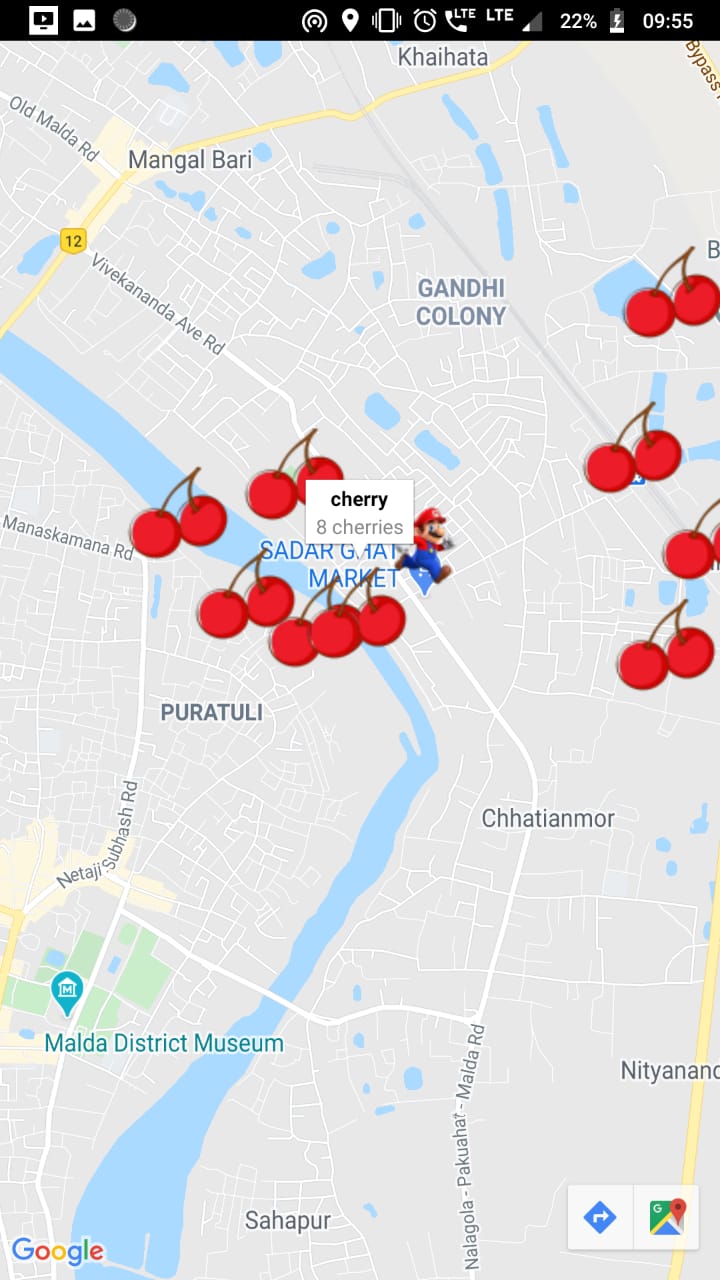 LTE LTE 22% 09:55
Khaihata
Bypass
Old Malda Rd
Mangal Bari
12
B
Vivekananda Ave Rd
GANDHI
COLONY
cherry
8 cherries
Manaskamana Rd
SADAR GHAT
MARKET
PURATULI
Netaji Subhash Rd
Chhatianmor
M
Malda District Museum
Nalagola - Pakuahat - Malda Rd
Nityanand
Sahapur
G
Google